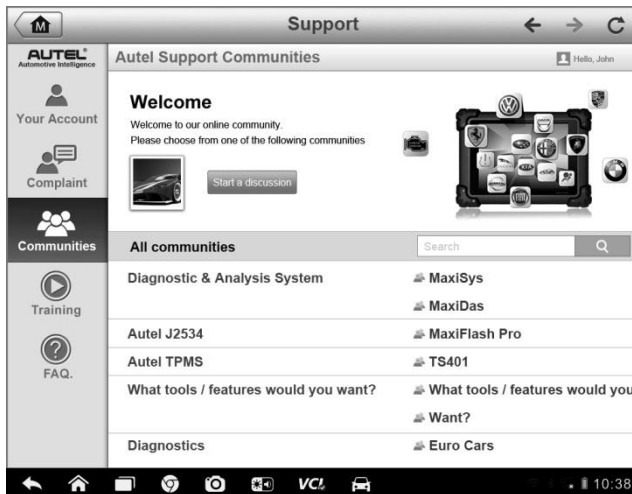 M
Support
AUTEL®
Automotive Intelligence
Autel Support Communities
Hello, John
Your Account
Complaint
Communities
Training
FAQ.
Welcome
Welcome to our online community.
Please choose from one of the following communities
Start a discussion
All communities
Search
Diagnostic & Analysis System
MaxiSys
MaxiDas
Autel J2534
MaxiFlash Pro
Autel TPMS
TS401
What tools / features would you want?
What tools / features would you
Want?
Diagnostics
Euro Cars
VCI
10:38